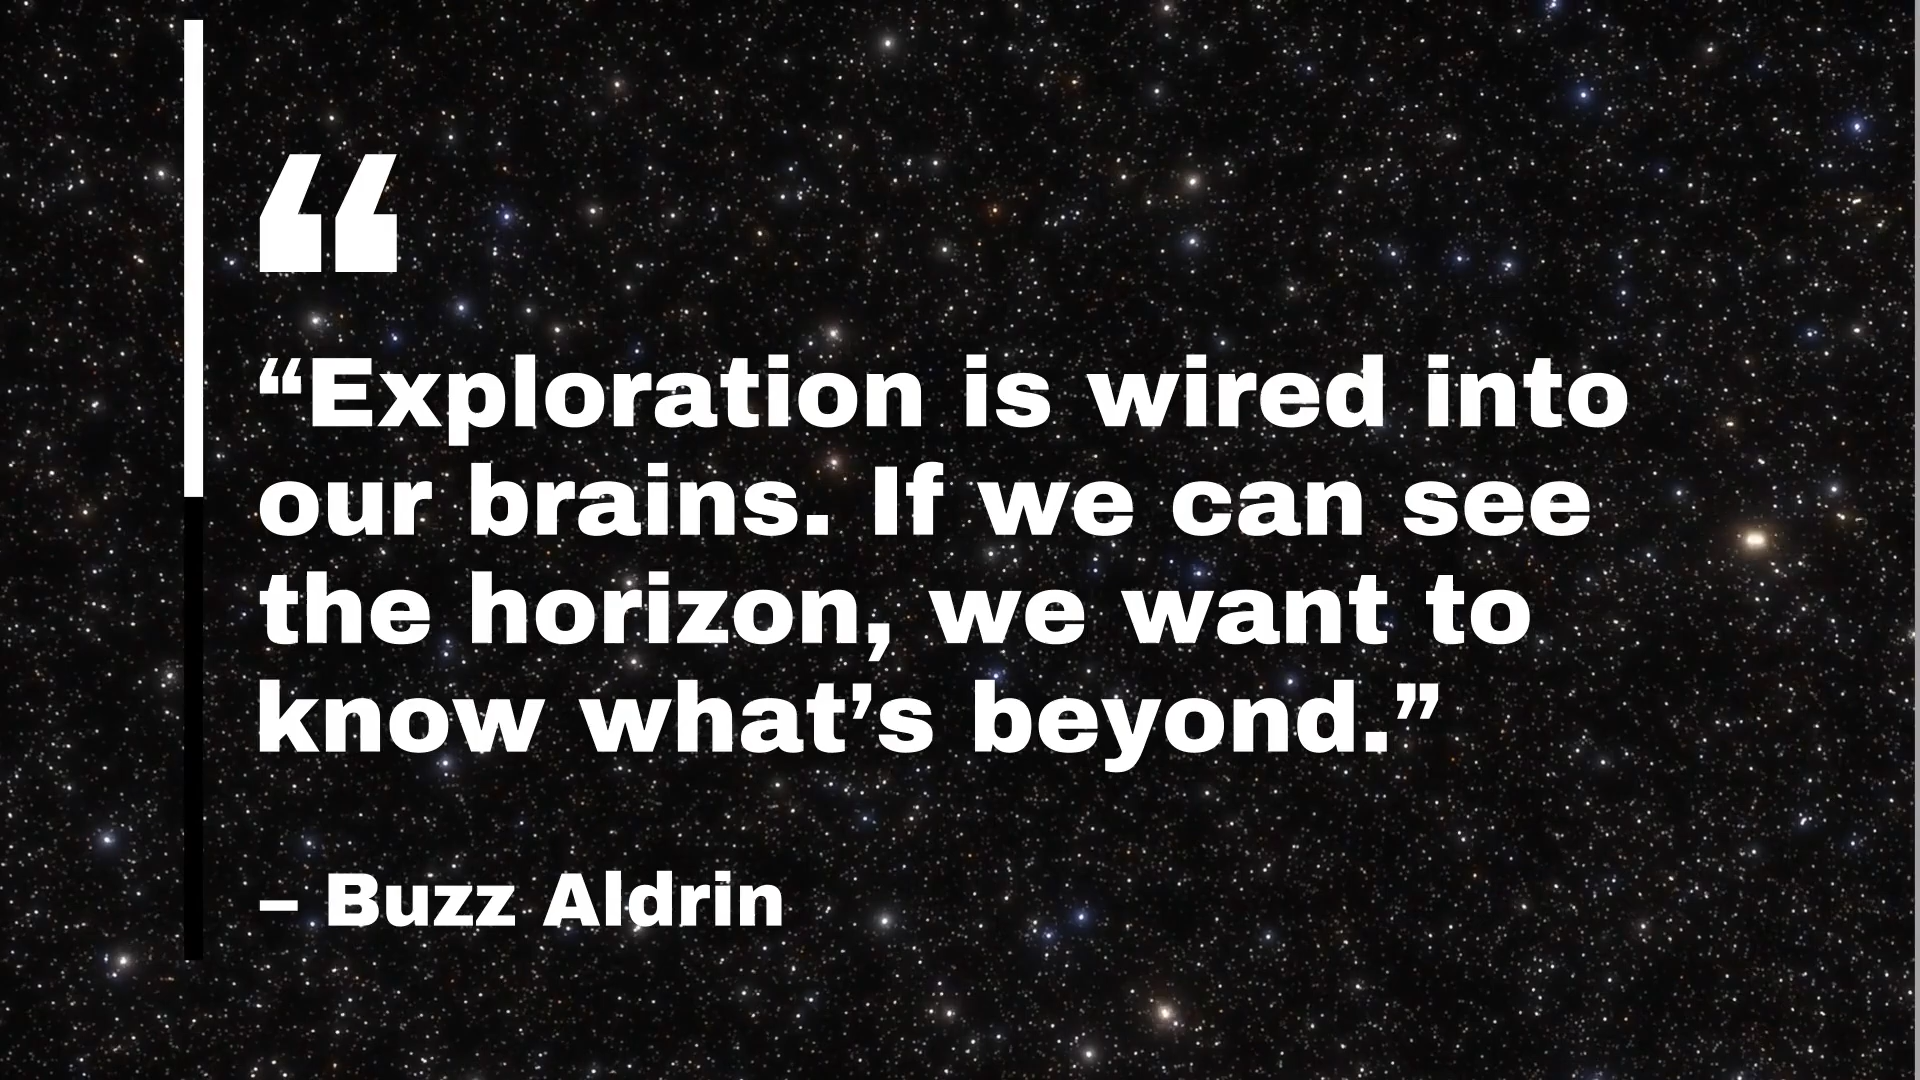 “
“Exploration is wired into
our brains. If we can see
the horizon, we want to
know what’s beyond.”
– Buzz Aldrin